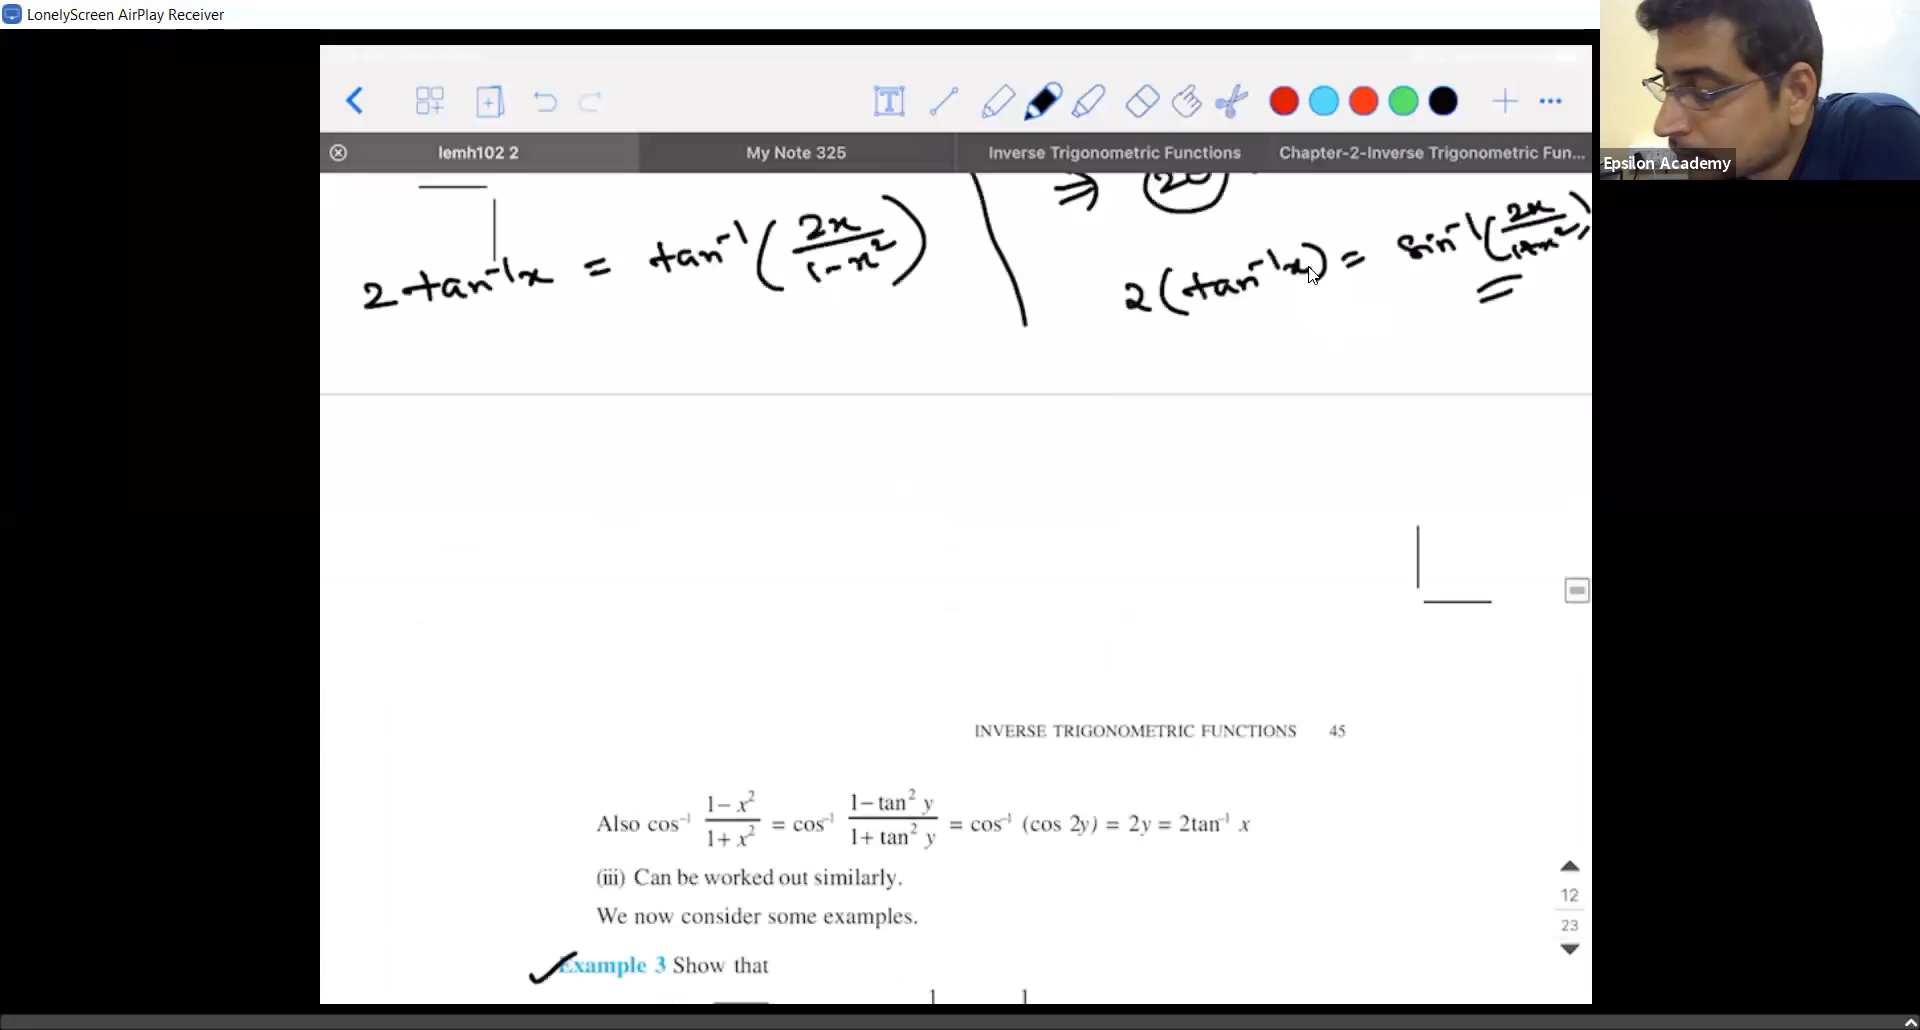 LonelyScreen AirPlay Receiver
Epsilon Academy
lemh102 2
My Note 325
Inverse Trigonometric Functions
Chapter-2-Inverse Trigonometric Fun...
⇒
2 tan⁻¹x = tan⁻¹(2x/(1-x²))
2(tan⁻¹x) = sin⁻¹(2x/(1+x²))
INVERSE TRIGONOMETRIC FUNCTIONS 45
Also cos⁻¹ (1-x²)/(1+x²) = cos⁻¹ (1-tan² y)/(1+tan² y) = cos⁻¹ (cos 2y) = 2y = 2tan⁻¹ x
(iii) Can be worked out similarly.
We now consider some examples.
Example 3 Show that
1 1
12
23